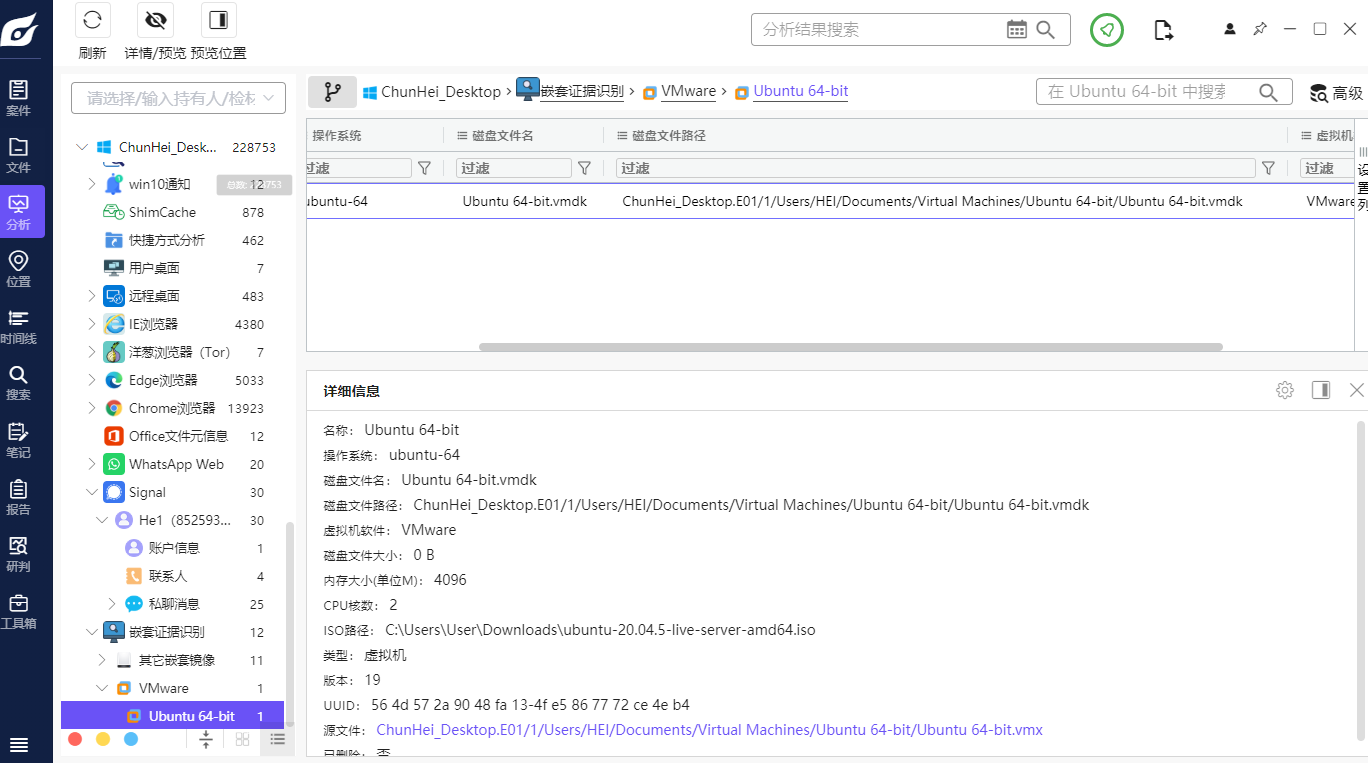 刷新
详情/预览
预览位置
分析结果搜索
案件
文件
分析
位置
时间线
搜索
笔记
报告
研判
工具箱
请选择/输入持有人/检材
ChunHei_Desk... 228753
win10通知 12
总数: 228753
ShimCache 878
快捷方式分析 462
用户桌面 7
远程桌面 483
IE浏览器 4380
洋葱浏览器（Tor） 7
Edge浏览器 5033
Chrome浏览器 13923
Office文件元信息 12
WhatsApp Web 20
Signal 30
He1（852593... 30
账户信息 1
联系人 4
私聊消息 25
嵌套证据识别 12
其它嵌套镜像 11
VMware 1
Ubuntu 64-bit 1
ChunHei_Desktop > 嵌套证据识别 > VMware > Ubuntu 64-bit
在 Ubuntu 64-bit 中搜索
高级
操作系统 磁盘文件名 磁盘文件路径 虚拟机
过滤 过滤 过滤 过滤
ubuntu-64 Ubuntu 64-bit.vmdk ChunHei_Desktop.E01/1/Users/HEI/Documents/Virtual Machines/Ubuntu 64-bit/Ubuntu 64-bit.vmdk VMware
设置列
详细信息
名称： Ubuntu 64-bit
操作系统： ubuntu-64
磁盘文件名： Ubuntu 64-bit.vmdk
磁盘文件路径： ChunHei_Desktop.E01/1/Users/HEI/Documents/Virtual Machines/Ubuntu 64-bit/Ubuntu 64-bit.vmdk
虚拟机软件： VMware
磁盘文件大小： 0 B
内存大小(单位M)： 4096
CPU核数： 2
ISO路径： C:\Users\User\Downloads\ubuntu-20.04.5-live-server-amd64.iso
类型： 虚拟机
版本： 19
UUID： 56 4d 57 2a 90 48 fa 13-4f e5 86 77 72 ce 4e b4
源文件： ChunHei_Desktop.E01/1/Users/HEI/Documents/Virtual Machines/Ubuntu 64-bit/Ubuntu 64-bit.vmx
已删除： 否